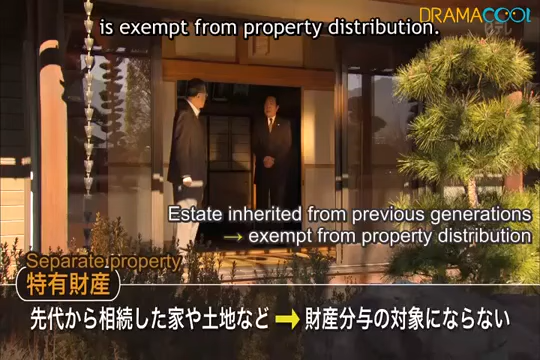 DRAMACOOL
is exempt from property distribution.
Estate inherited from previous generations
→ exempt from property distribution
Separate property
特有財産
先代から相続した家や土地など ➡ 財産分与の対象にならない